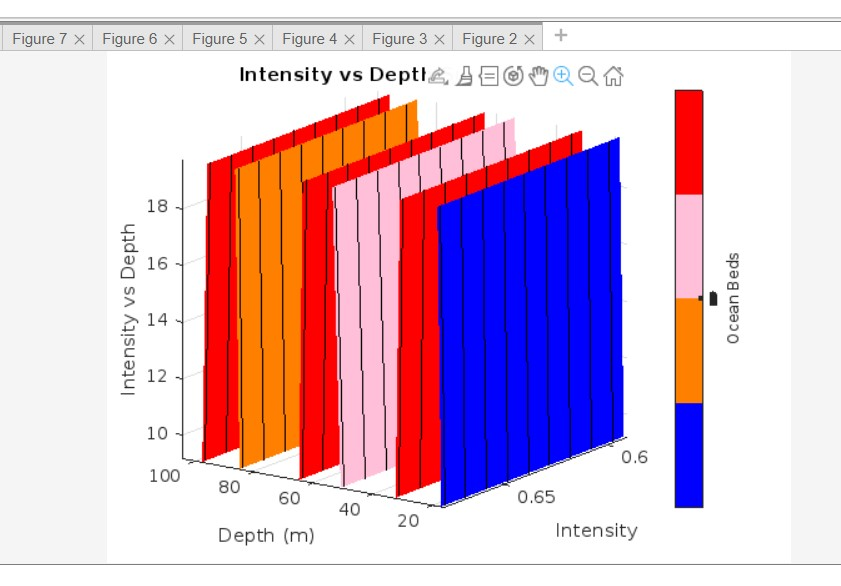 Figure 7 Figure 6 Figure 5 Figure 4 Figure 3 Figure 2
Intensity vs Depth
Intensity vs Depth
18
16
14
12
10
100
80
60
40
20
0.65
0.6
Depth (m)
Intensity
Ocean Beds